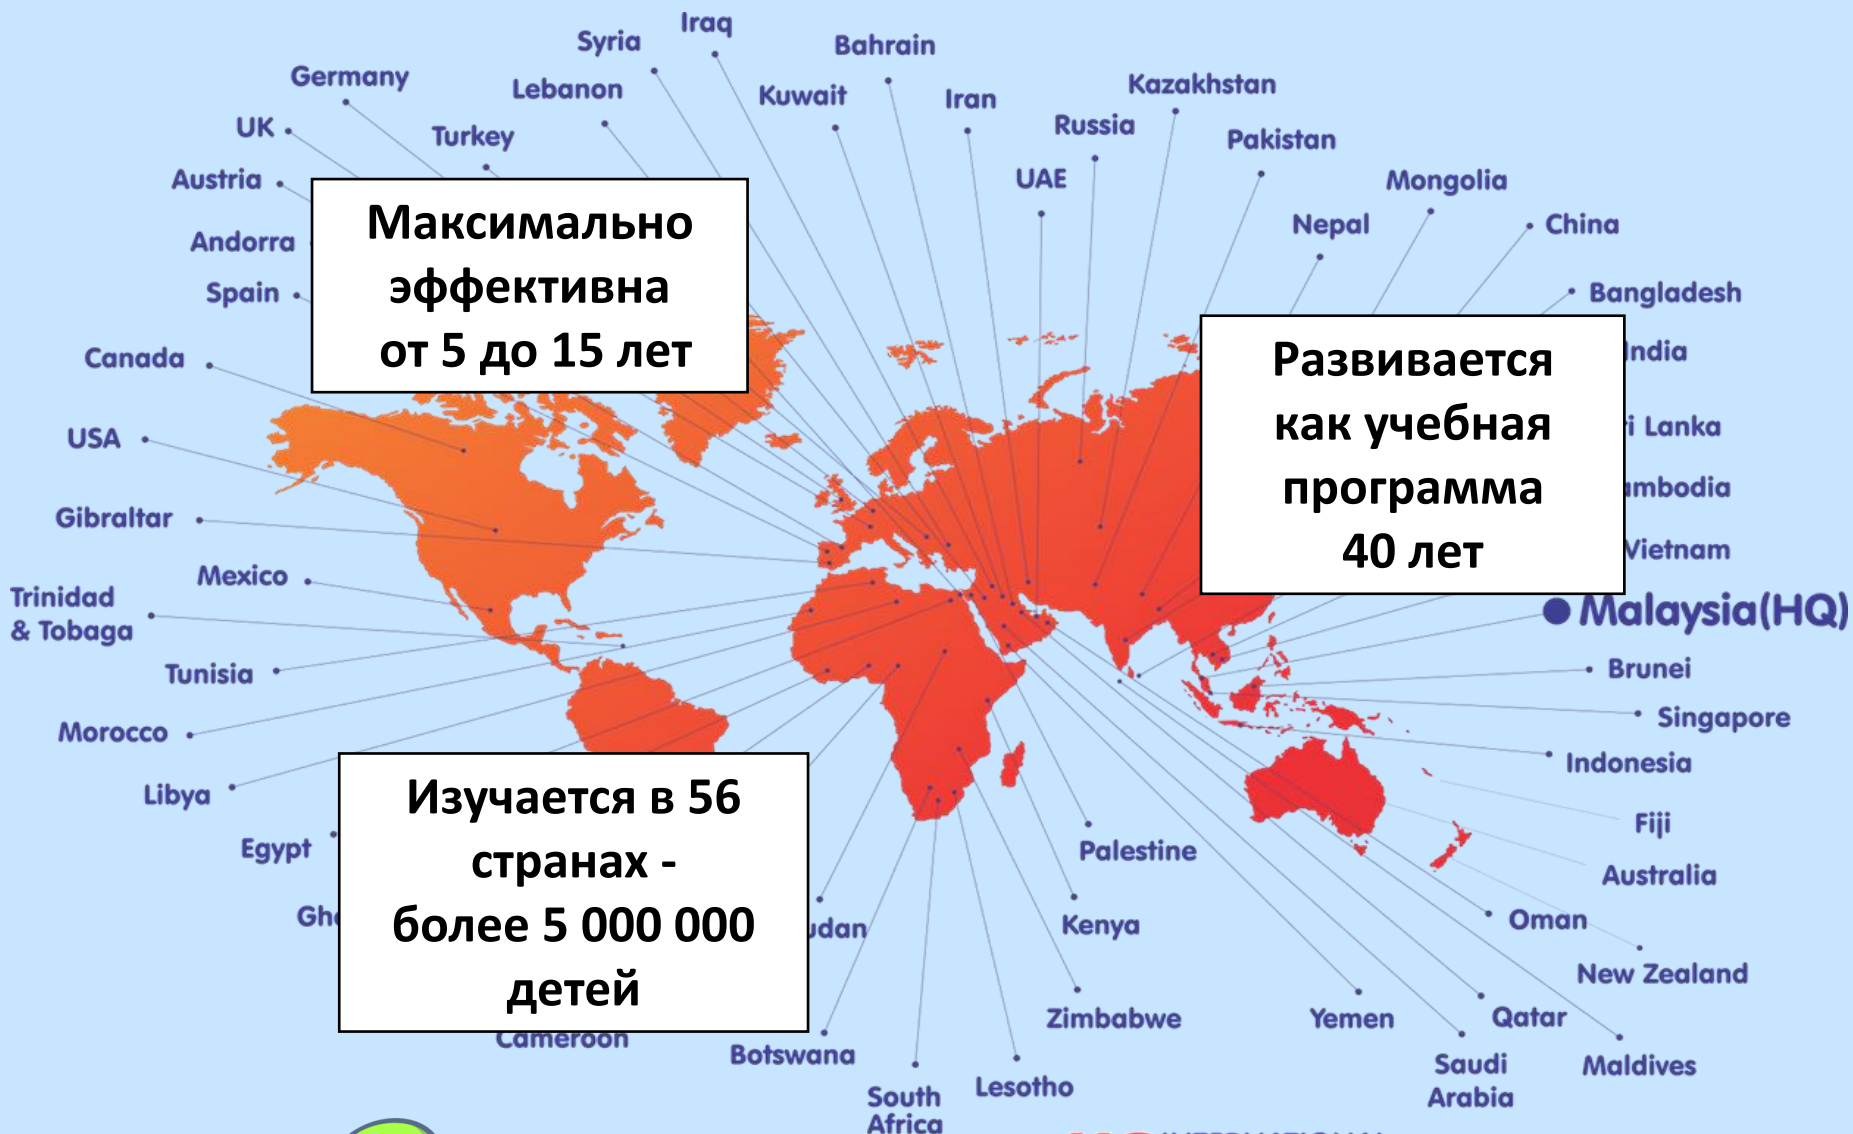 Iraq
Syria
Bahrain
Germany
Lebanon
Kuwait
Iran
Kazakhstan
UK
Turkey
Russia
Pakistan
Austria
UAE
Mongolia
Andorra
Nepal
China
Spain
Bangladesh
Максимально
эффективна
от 5 до 15 лет
Canada
India
Развивается
как учебная
программа
40 лет
USA
Lanka
Gibraltar
Vietnam
Mexico
Trinidad
& Tobaga
Malaysia(HQ)
Tunisia
Brunei
Morocco
Singapore
Indonesia
Libya
Изучается в 56
странах -
более 5 000 000
детей
Egypt
Fiji
Palestine
Australia
Kenya
Oman
New Zealand
Zimbabwe
Yemen
Qatar
Cameroon
Botswana
Saudi
Arabia
Maldives
Lesotho
South
Africa